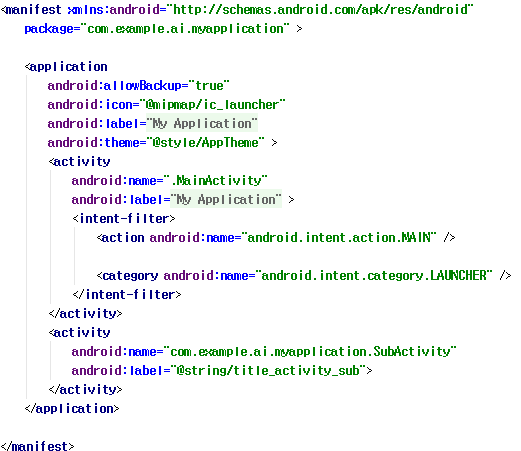 <manifest xmlns:android="http://schemas.android.com/apk/res/android"
package="com.example.ai.myapplication" >
<application
android:allowBackup="true"
android:icon="@mipmap/ic_launcher"
android:label="My Application"
android:theme="@style/AppTheme" >
<activity
android:name=".MainActivity"
android:label="My Application" >
<intent-filter>
<action android:name="android.intent.action.MAIN" />
<category android:name="android.intent.category.LAUNCHER" />
</intent-filter>
</activity>
<activity
android:name="com.example.ai.myapplication.SubActivity"
android:label="@string/title_activity_sub">
</activity>
</application>
</manifest>